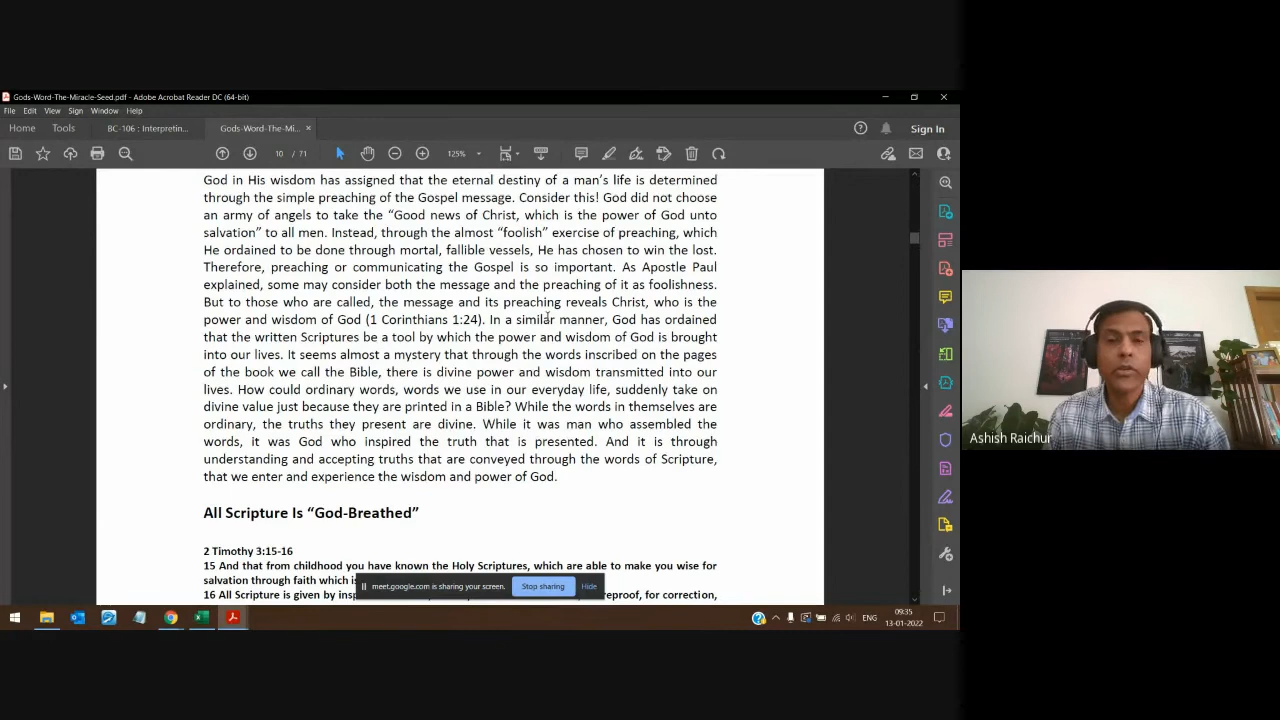 Gods-Word-The-Miracle-Seed.pdf - Adobe Acrobat Reader DC (64-bit)
File Edit View Sign Window Help
Home Tools BC-106 : Interpretin... Gods-Word-The-Mi... × Sign In
10 / 71 125%
God in His wisdom has assigned that the eternal destiny of a man's life is determined
through the simple preaching of the Gospel message. Consider this! God did not choose
an army of angels to take the “Good news of Christ, which is the power of God unto
salvation” to all men. Instead, through the almost “foolish” exercise of preaching, which
He ordained to be done through mortal, fallible vessels, He has chosen to win the lost.
Therefore, preaching or communicating the Gospel is so important. As Apostle Paul
explained, some may consider both the message and the preaching of it as foolishness.
But to those who are called, the message and its preaching reveals Christ, who is the
power and wisdom of God (1 Corinthians 1:24). In a similar manner, God has ordained
that the written Scriptures be a tool by which the power and wisdom of God is brought
into our lives. It seems almost a mystery that through the words inscribed on the pages
of the book we call the Bible, there is divine power and wisdom transmitted into our
lives. How could ordinary words, words we use in our everyday life, suddenly take on
divine value just because they are printed in a Bible? While the words in themselves are
ordinary, the truths they present are divine. While it was man who assembled the
words, it was God who inspired the truth that is presented. And it is through
understanding and accepting truths that are conveyed through the words of Scripture,
that we enter and experience the wisdom and power of God.
All Scripture Is “God-Breathed”
2 Timothy 3:15-16
15 And that from childhood you have known the Holy Scriptures, which are able to make you wise for
salvation through faith which
16 All Scripture is given by eproof, for correction,
meet.google.com is sharing your screen. Stop sharing Hide
Ashish Raichur
ENG
09:35
13-01-2022